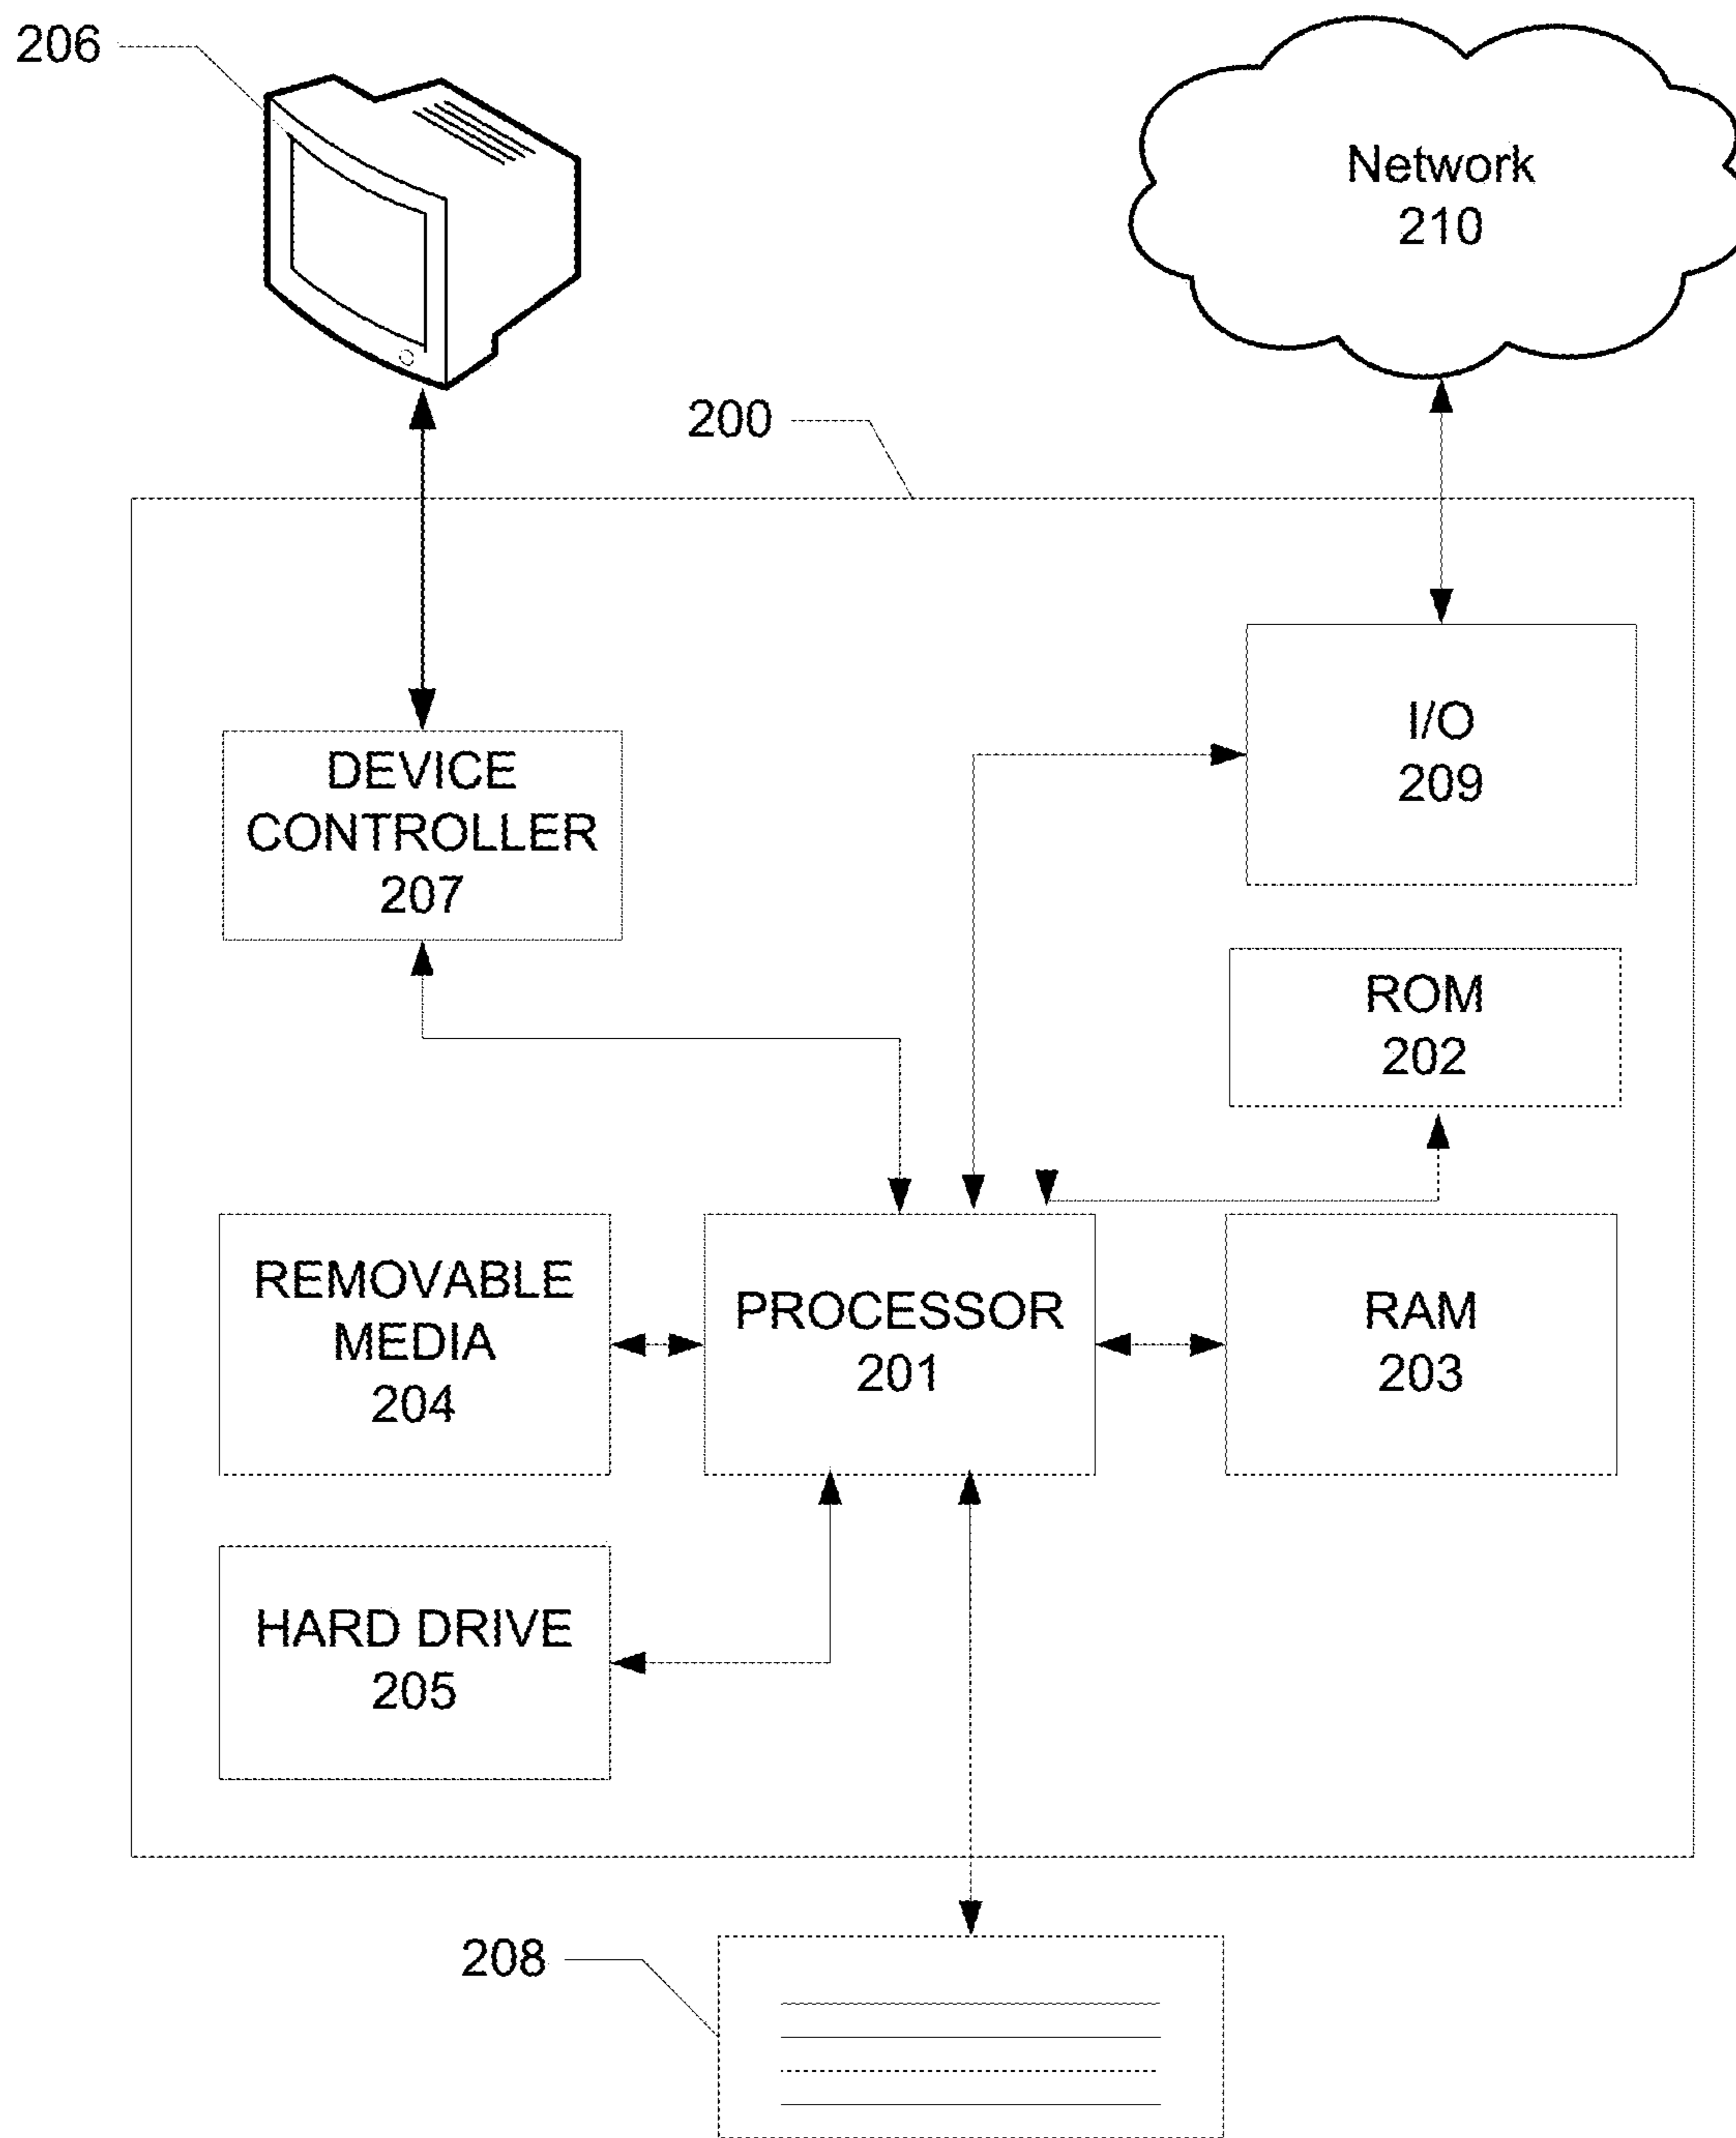 206
Network
210
200
I/O
209
DEVICE
CONTROLLER
207
ROM
202
REMOVABLE
MEDIA
204
PROCESSOR
201
RAM
203
HARD DRIVE
205
208